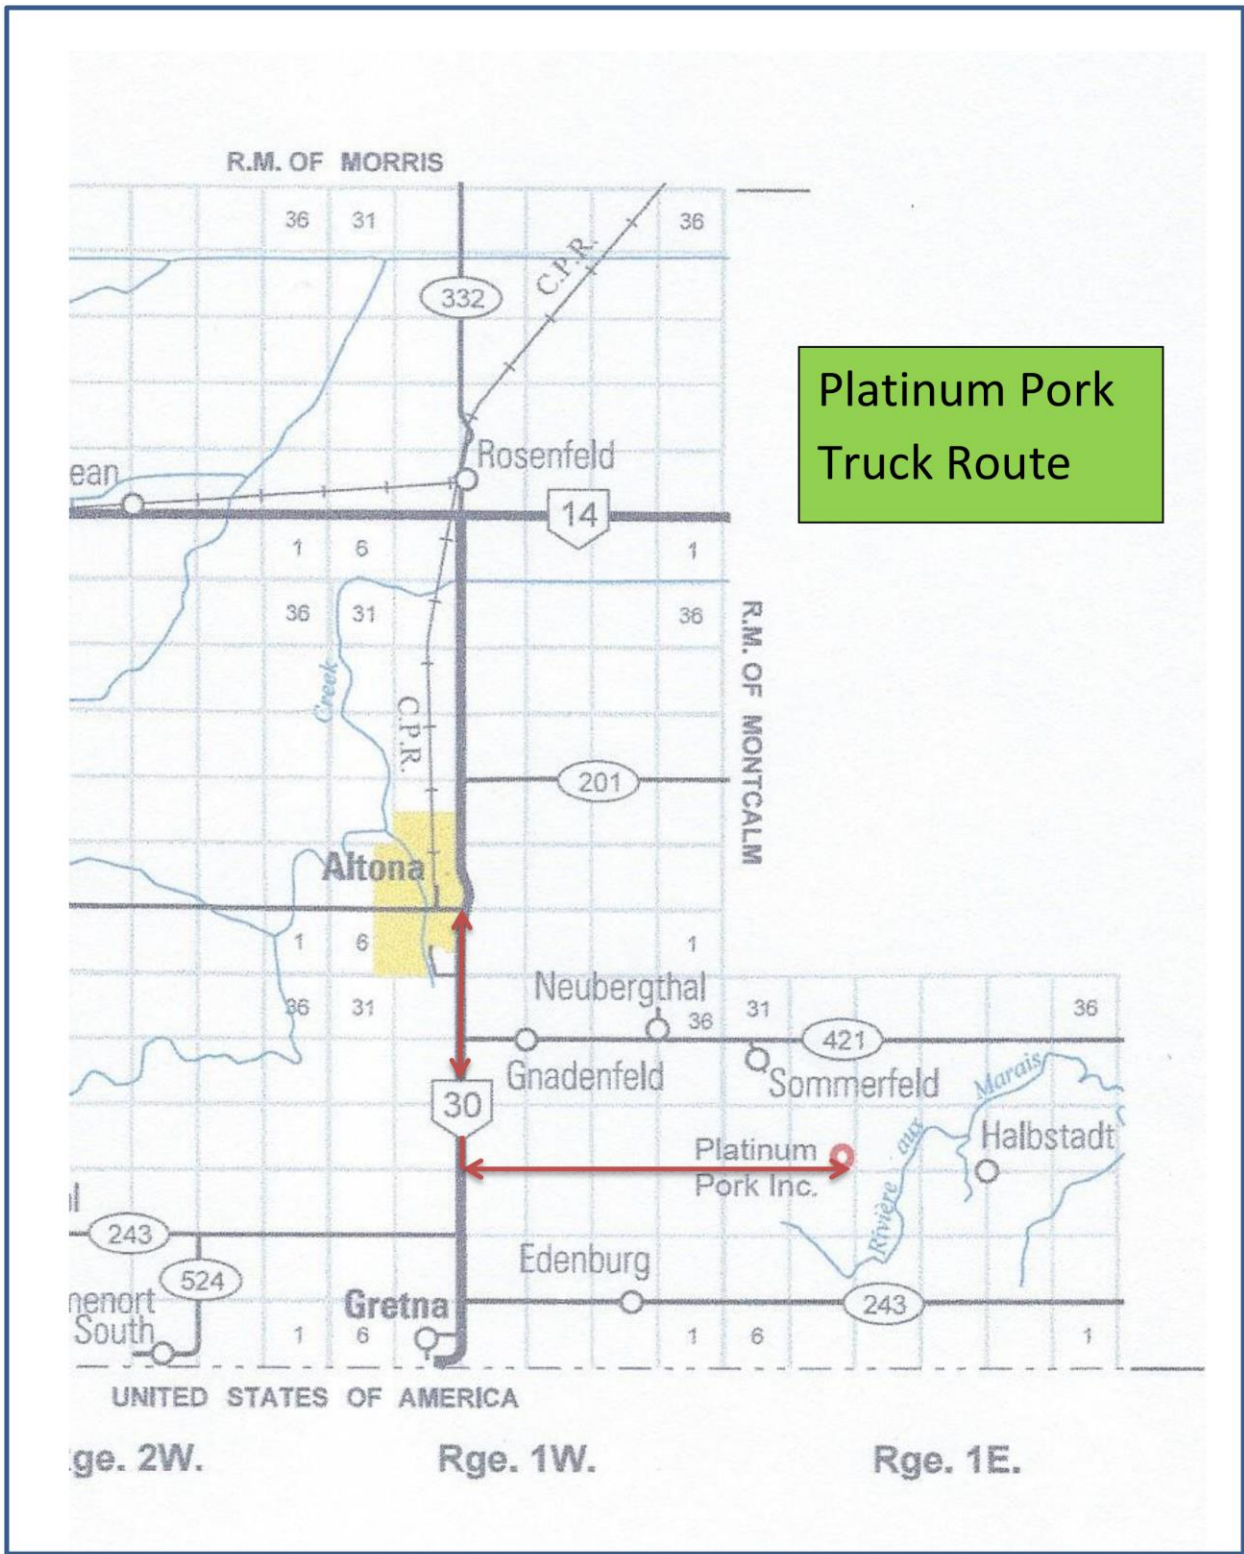 R.M. OF MORRIS
36 31 36
332
C.P.R.
Platinum Pork
Truck Route
ean
Rosenfeld
14
1 6 1
36 31 36
Creek
C.P.R.
R.M. OF MONTCALM
201
Altona
1 6 1
Neubergthal
36 31 36 31 36
421
Gnadenfeld
Sommerfeld
Marais
30
Halbstadt
Platinum
Pork Inc.
Rivière aux
243
Edenburg
524
nenort
South
Gretna
243
1 6 1 6 1
UNITED STATES OF AMERICA
ge. 2W. Rge. 1W. Rge. 1E.